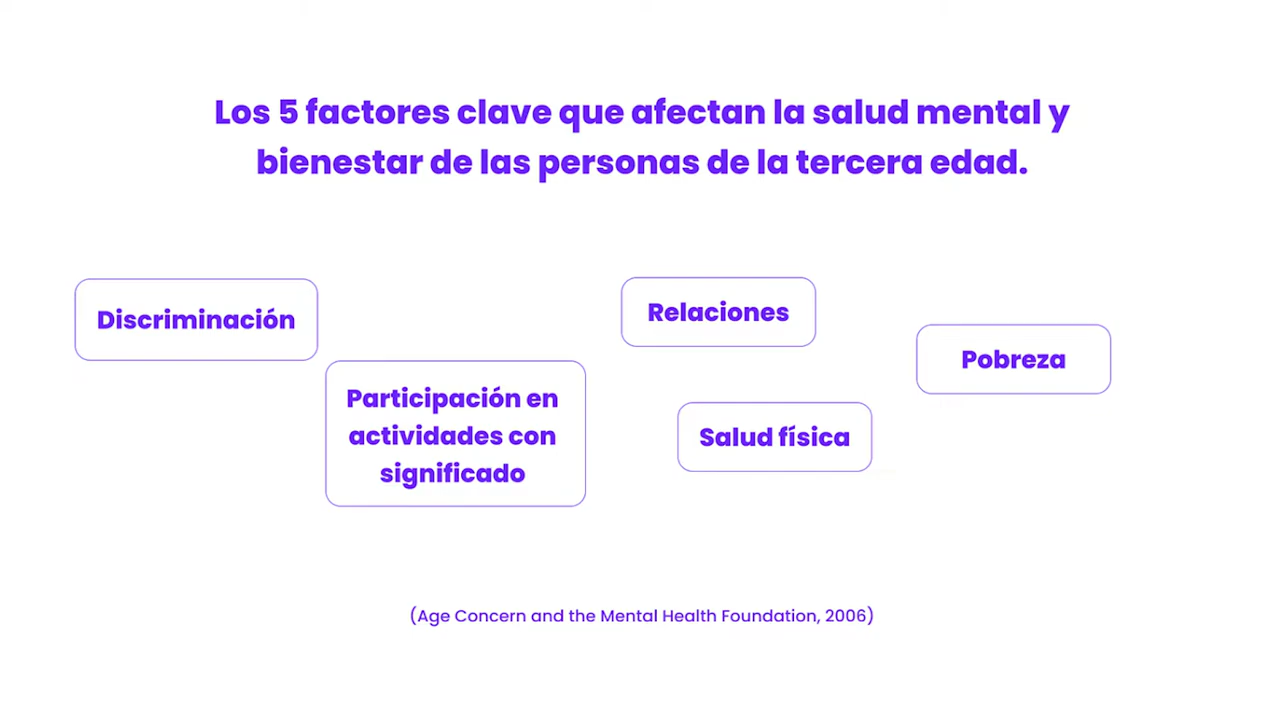 Los 5 factores clave que afectan la salud mental y
bienestar de las personas de la tercera edad.
Discriminación
Participación en
actividades con
significado
Relaciones
Salud física
Pobreza
(Age Concern and the Mental Health Foundation, 2006)